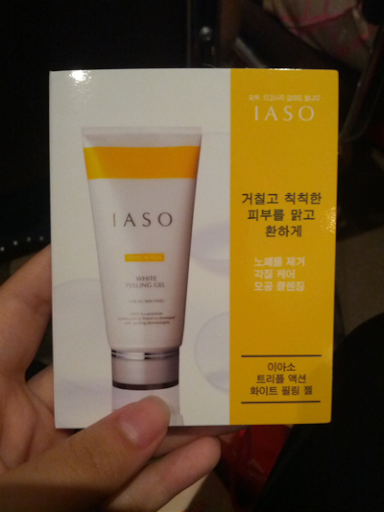 IASO
WHITE
PEELING GEL
IASO
거칠고 칙칙한
피부를 맑고
환하게
노폐물 제거
각질 케어
모공 클렌징
이아소
트리플 액션
화이트 필링 젤